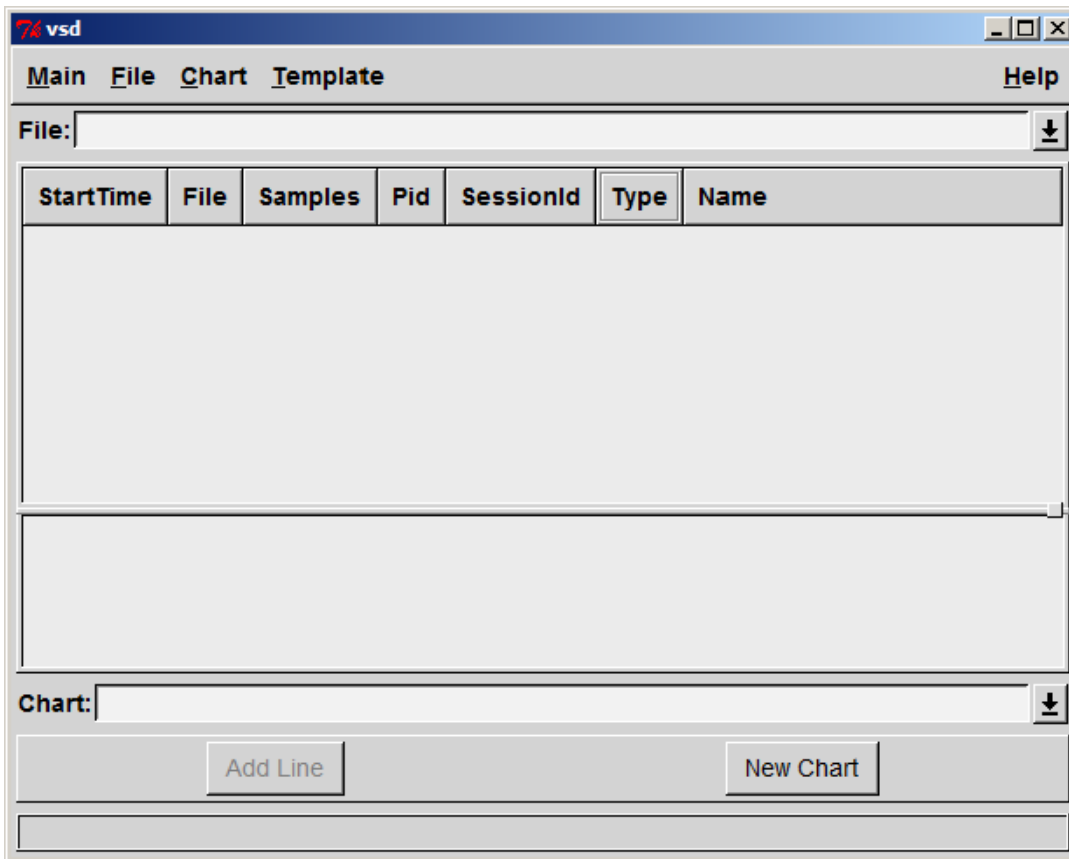 vsd
Main File Chart Template Help
File:
StartTime File Samples Pid SessionId Type Name
Chart:
Add Line New Chart